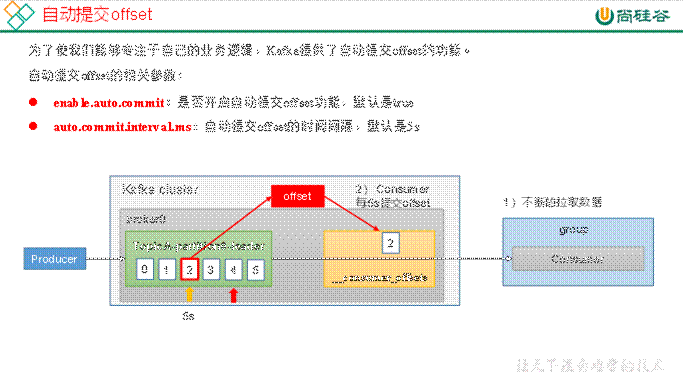 自动提交offset
尚硅谷
为了使我们能够专注于自己的业务逻辑，Kafka提供了自动提交offset的功能。
自动提交offset的相关参数：
enable.auto.commit：是否开启自动提交offset功能，默认是true
auto.commit.interval.ms：自动提交offset的时间间隔，默认是5s
Kafka cluster
offset
2）Consumer
每5s提交offset
1）不断的拉取数据
broker0
group
TopicA-partition0-leader
2
Producer
0 1 2 3 4 5
Consumer
__consumer_offsets
5s
让天下没有难学的技术